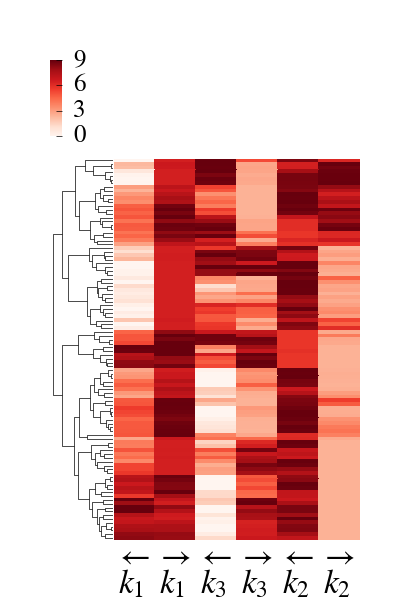 9
6
3
0
← → ← → ← →
k₁ k₁ k₃ k₃ k₂ k₂